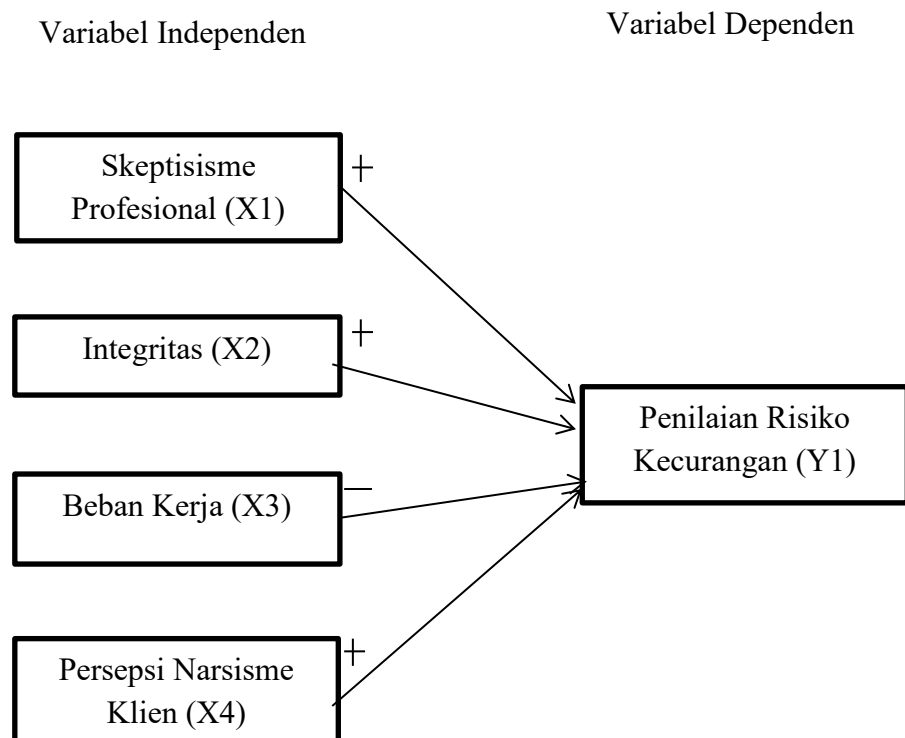 Variabel Independen
Variabel Dependen
Skeptisisme
Profesional (X1)
+
Integritas (X2)
+
Beban Kerja (X3)
−
Persepsi Narsisme
Klien (X4)
+
Penilaian Risiko
Kecurangan (Y1)